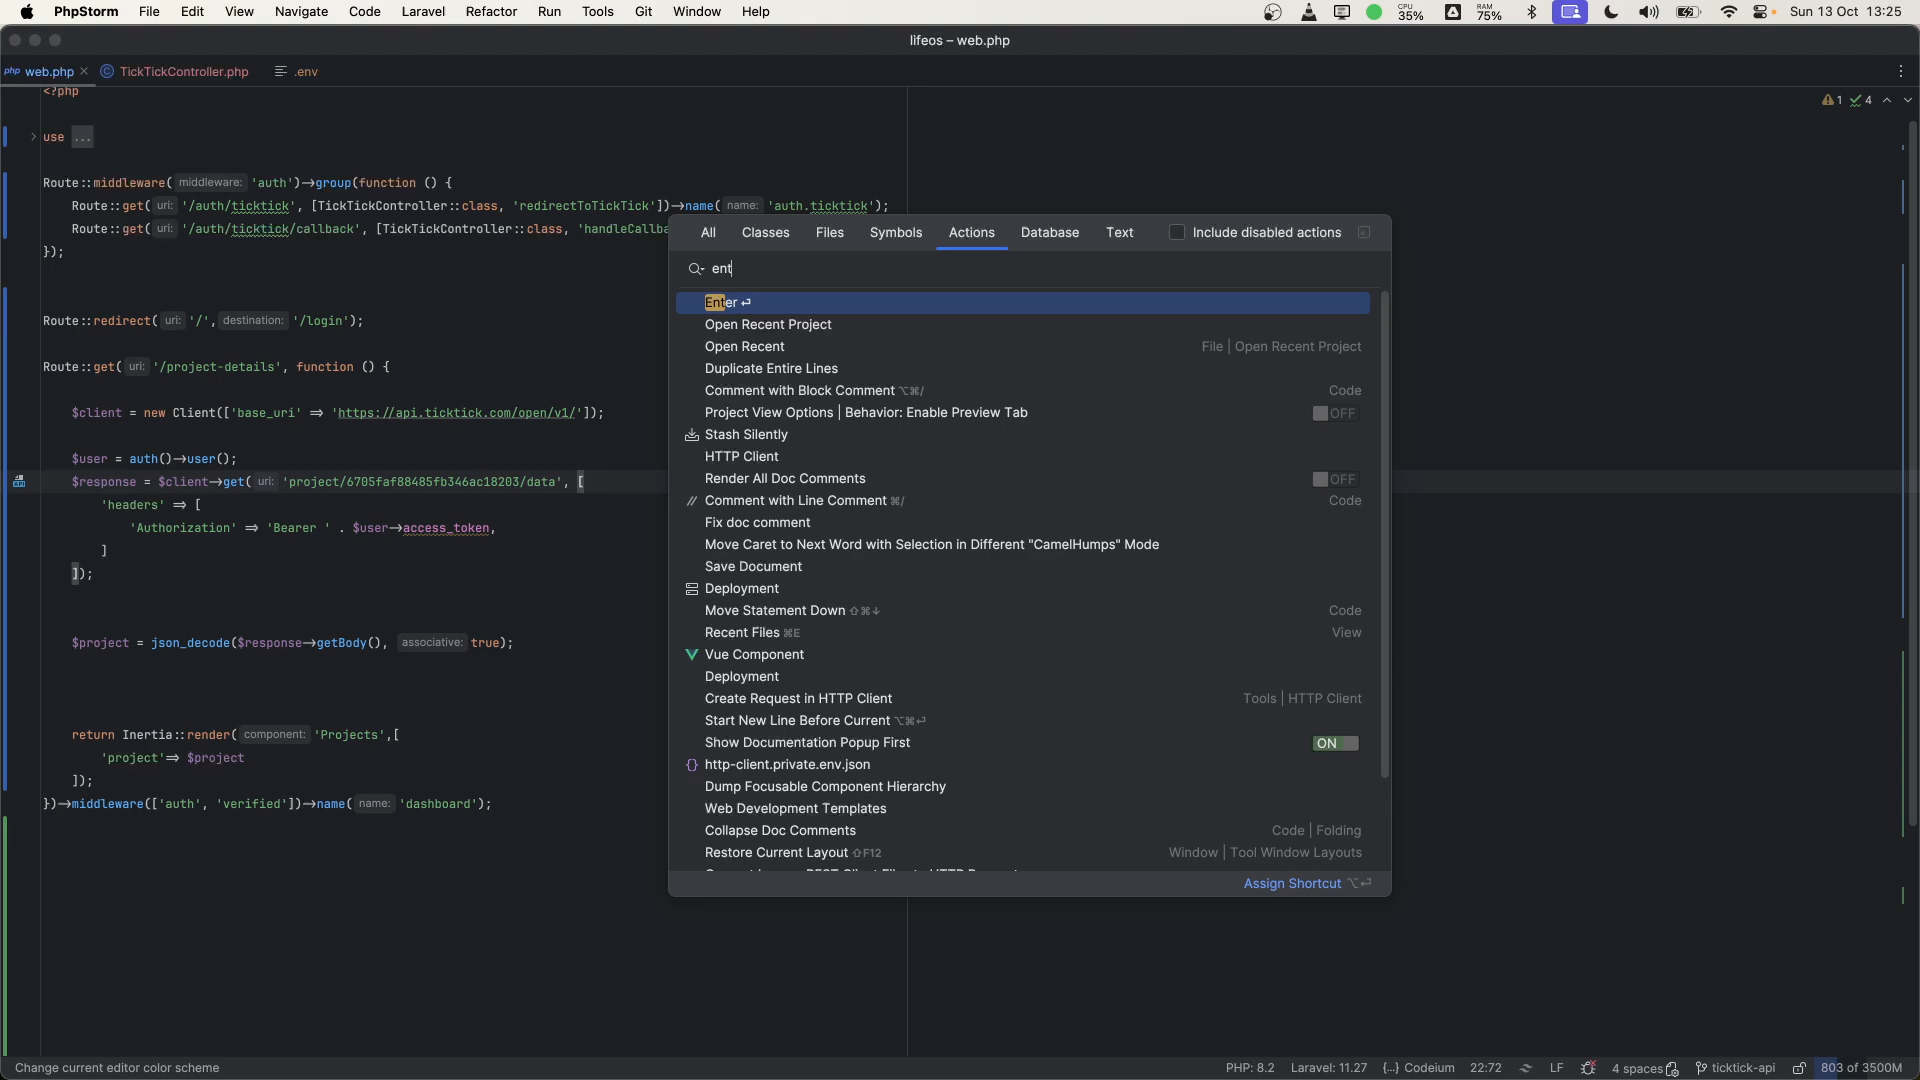 PhpStorm File Edit View Navigate Code Laravel Refactor Run Tools Git Window Help CPU 35% RAM 75% Sun 13 Oct 13:25
lifeos – web.php
php web.php TickTickController.php .env
<?php
1 4
use ...
Route::middleware( middleware: 'auth')->group(function () {
Route::get( uri: '/auth/ticktick', [TickTickController::class, 'redirectToTickTick'])->name( name: 'auth.ticktick');
Route::get( uri: '/auth/ticktick/callback', [TickTickController::class, 'handleCallba
});
Route::redirect( uri: '/', destination: '/login');
Route::get( uri: '/project-details', function () {
$client = new Client(['base_uri' => 'https://api.ticktick.com/open/v1/']);
$user = auth()->user();
$response = $client->get( uri: 'project/6705faf88485fb346ac18203/data', [
'headers' => [
'Authorization' => 'Bearer ' . $user->access_token,
]
]);
$project = json_decode($response->getBody(), associative: true);
return Inertia::render( component: 'Projects',[
'project'=> $project
]);
})->middleware(['auth', 'verified'])->name( name: 'dashboard');
All Classes Files Symbols Actions Database Text Include disabled actions
ent
Enter ⏎
Open Recent Project
Open Recent File | Open Recent Project
Duplicate Entire Lines
Comment with Block Comment ⌥⌘/ Code
Project View Options | Behavior: Enable Preview Tab OFF
Stash Silently
HTTP Client
Render All Doc Comments OFF
// Comment with Line Comment ⌘/ Code
Fix doc comment
Move Caret to Next Word with Selection in Different "CamelHumps" Mode
Save Document
Deployment
Move Statement Down ⇧⌘↓ Code
Recent Files ⌘E View
Vue Component
Deployment
Create Request in HTTP Client Tools | HTTP Client
Start New Line Before Current ⌥⌘⏎
Show Documentation Popup First ON
{} http-client.private.env.json
Dump Focusable Component Hierarchy
Web Development Templates
Collapse Doc Comments Code | Folding
Restore Current Layout ⇧F12 Window | Tool Window Layouts
Assign Shortcut ⌥⏎
Change current editor color scheme PHP: 8.2 Laravel: 11.27 {...} Codeium 22:72 LF 4 spaces ticktick-api 803 of 3500M